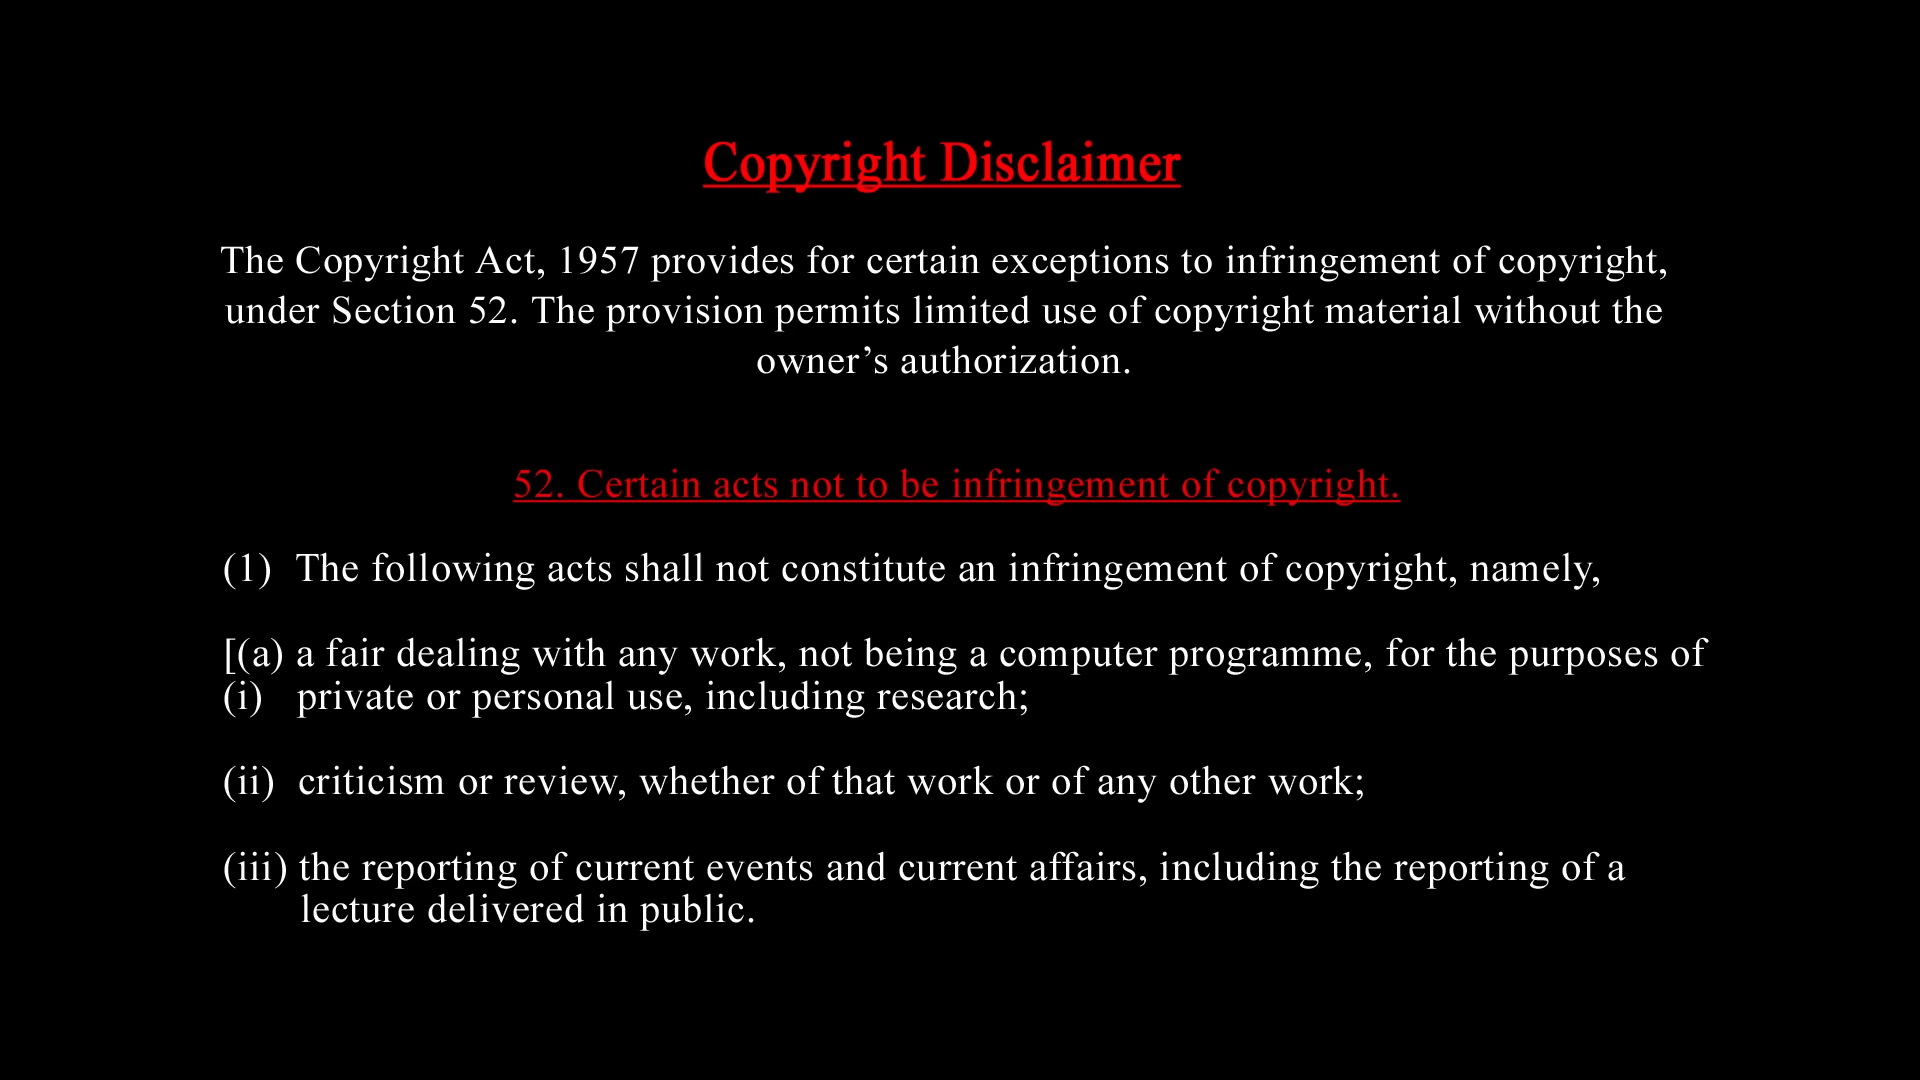 Copyright Disclaimer
The Copyright Act, 1957 provides for certain exceptions to infringement of copyright,
under Section 52. The provision permits limited use of copyright material without the
owner’s authorization.
52. Certain acts not to be infringement of copyright.
(1) The following acts shall not constitute an infringement of copyright, namely,
[(a) a fair dealing with any work, not being a computer programme, for the purposes of
(i) private or personal use, including research;
(ii) criticism or review, whether of that work or of any other work;
(iii) the reporting of current events and current affairs, including the reporting of a
lecture delivered in public.